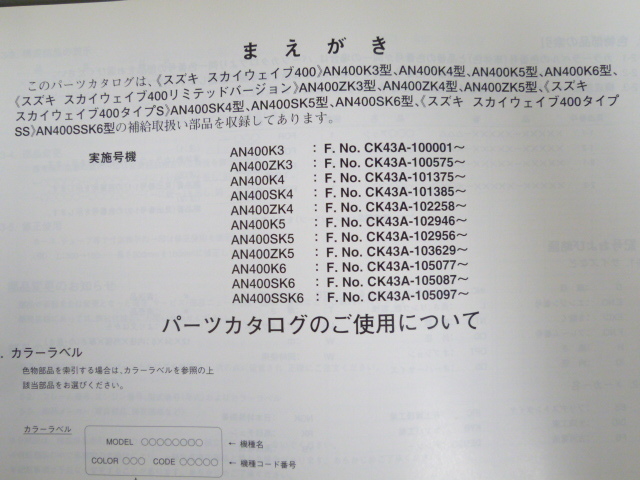 まえがき
このパーツカタログは、《スズキ スカイウェイブ400》AN400K3型、AN400K4型、AN400K5型、AN400K6型、
《スズキ スカイウェイブ400リミテッドバージョン》AN400ZK3型、AN400ZK4型、AN400ZK5型、《スズキ
スカイウェイブ400タイプS》AN400SK4型、AN400SK5型、AN400SK6型、《スズキ スカイウェイブ400タイプ
SS》AN400SSK6型の補給取扱い部品を収録してあります。
実施号機 AN400K3 : F. No. CK43A-100001〜
AN400ZK3 : F. No. CK43A-100575〜
AN400K4 : F. No. CK43A-101375〜
AN400SK4 : F. No. CK43A-101385〜
AN400ZK4 : F. No. CK43A-102258〜
AN400K5 : F. No. CK43A-102946〜
AN400SK5 : F. No. CK43A-102956〜
AN400ZK5 : F. No. CK43A-103629〜
AN400K6 : F. No. CK43A-105077〜
AN400SK6 : F. No. CK43A-105087〜
AN400SSK6 : F. No. CK43A-105097〜
パーツカタログのご使用について
. カラーラベル
色物部品を索引する場合は、カラーラベルを参照の上
該当部品をお選びください。
カラーラベル
MODEL ○○○○○○○○ ← 機種名
COLOR ○○○ CODE ○○○○○ ← 機種コード番号